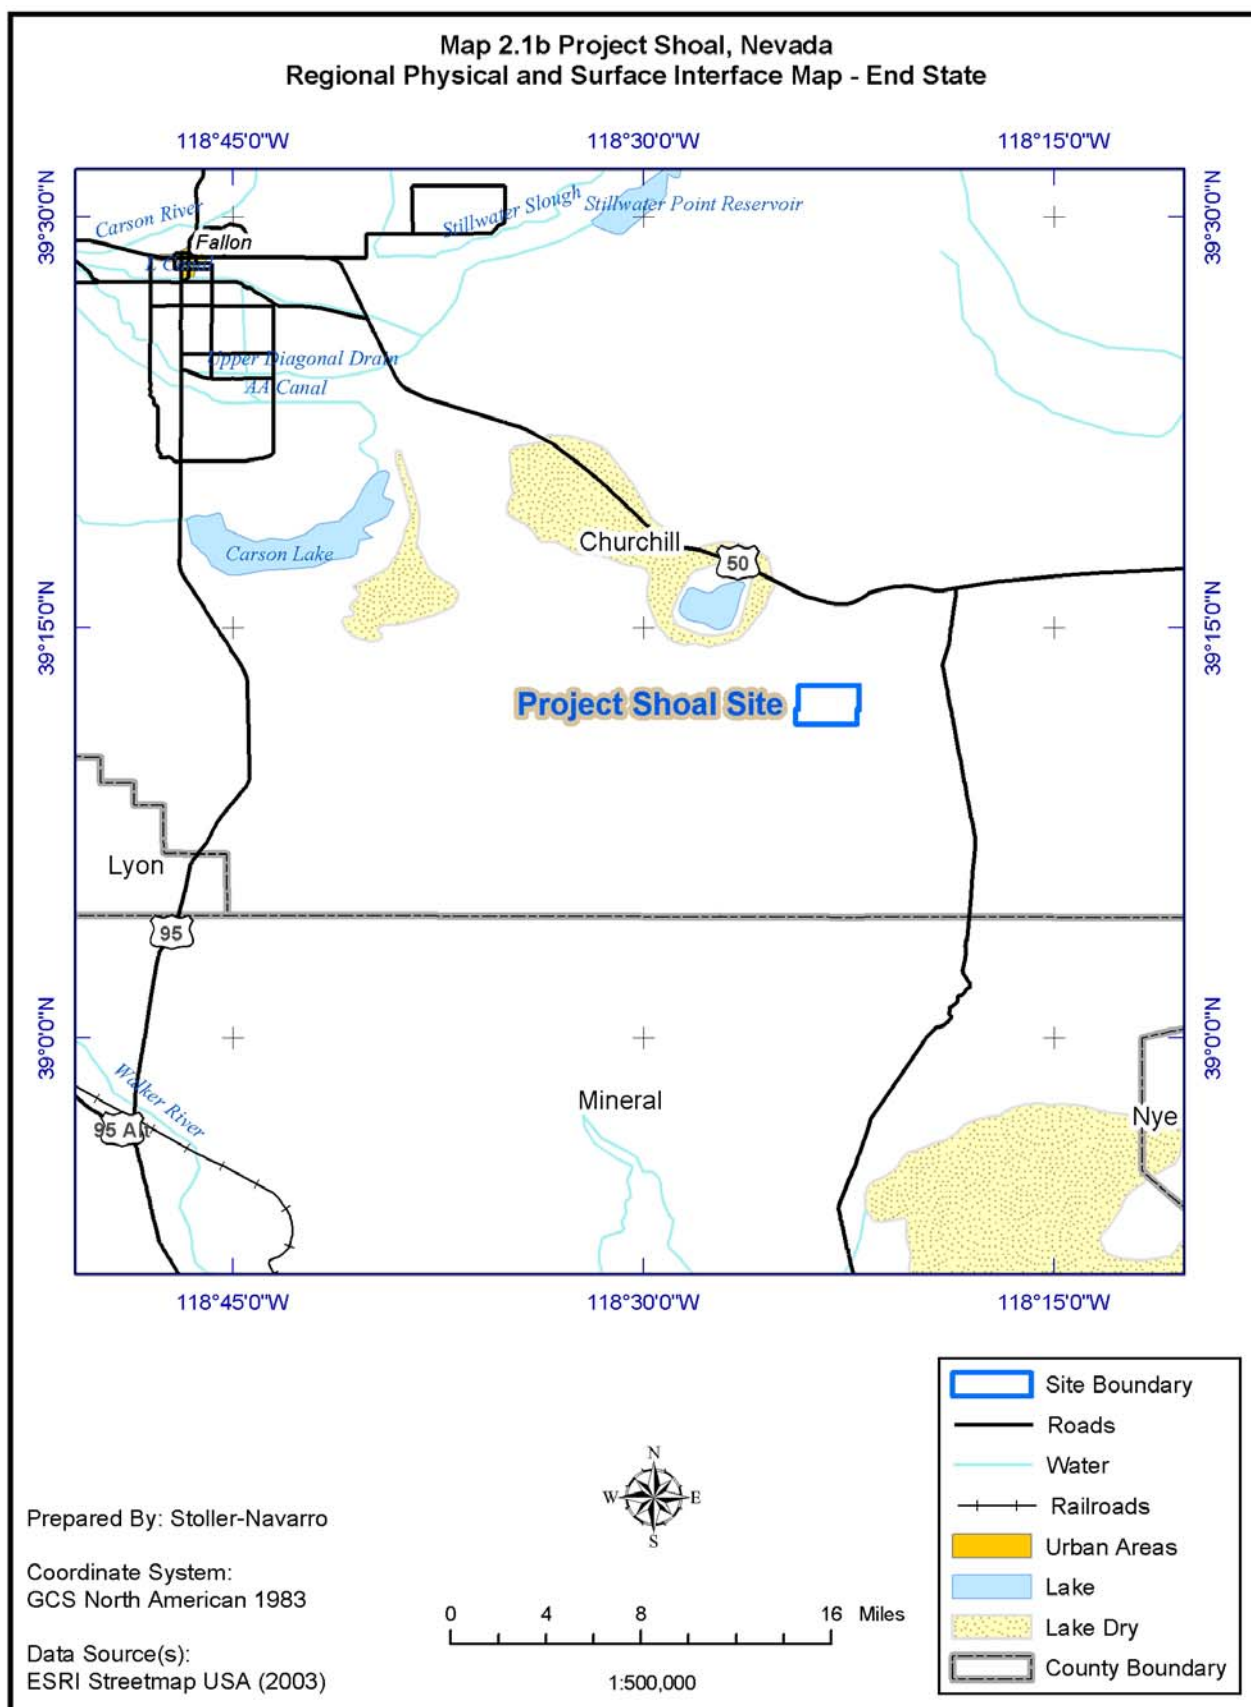 Map 2.1b Project Shoal, Nevada
Regional Physical and Surface Interface Map - End State
118°45'0"W
118°30'0"W
118°15'0"W
39°30'0"N
39°30'0"N
Carson River
Stillwater Slough
Stillwater Point Reservoir
Fallon
Upper Diagonal Drain
AA Canal
Churchill
50
Carson Lake
39°15'0"N
39°15'0"N
Project Shoal Site
Lyon
95
39°0'0"N
39°0'0"N
Walker River
Mineral
Nye
95 Alt
118°45'0"W
118°30'0"W
118°15'0"W
Site Boundary
Roads
Water
Railroads
Urban Areas
Lake
Lake Dry
County Boundary
N
W
E
S
Prepared By: Stoller-Navarro
Coordinate System:
GCS North American 1983
Data Source(s):
ESRI Streetmap USA (2003)
0 4 8 16 Miles
1:500,000